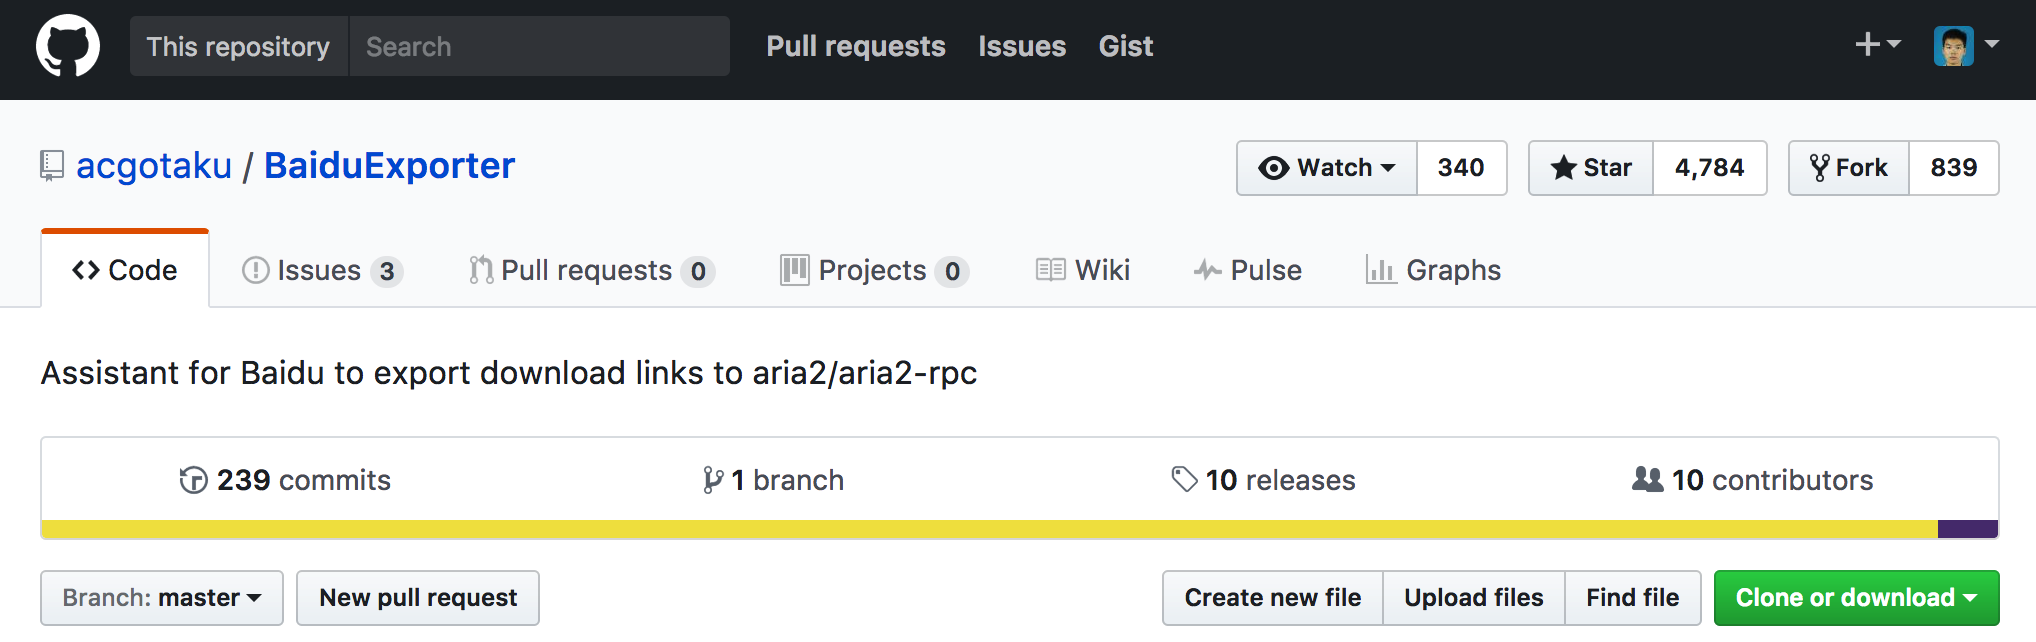 This repository Search Pull requests Issues Gist
acgotaku / BaiduExporter Watch 340 Star 4,784 Fork 839
Code Issues 3 Pull requests 0 Projects 0 Wiki Pulse Graphs
Assistant for Baidu to export download links to aria2/aria2-rpc
239 commits 1 branch 10 releases 10 contributors
Branch: master New pull request Create new file Upload files Find file Clone or download